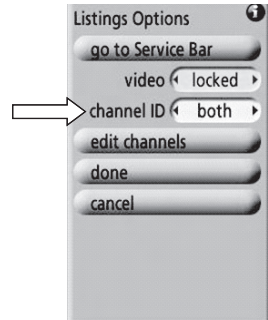 Listings Options i
go to Service Bar
video locked
channel ID both
edit channels
done
cancel